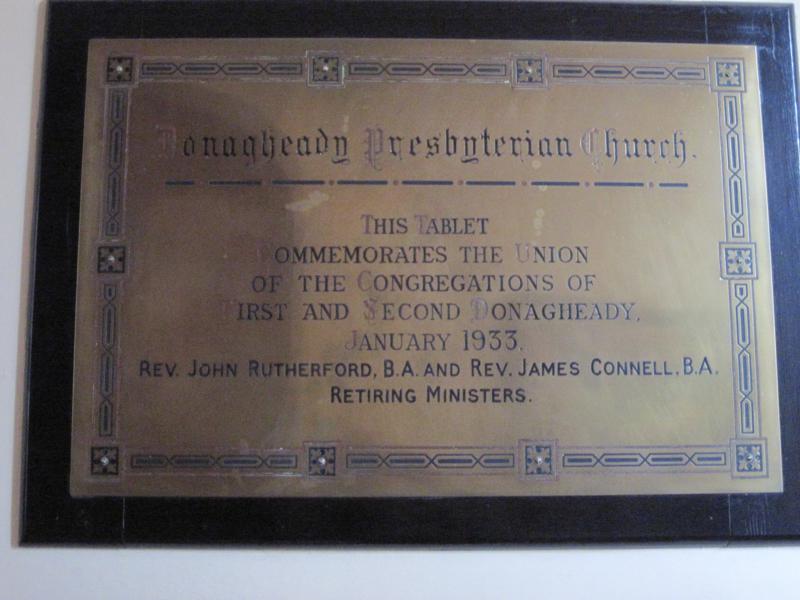 Donagheady Presbyterian Church.
THIS TABLET
COMMEMORATES THE UNION
OF THE CONGREGATIONS OF
FIRST AND SECOND DONAGHEADY,
JANUARY 1933.
REV. JOHN RUTHERFORD, B.A. AND REV. JAMES CONNELL, B.A.
RETIRING MINISTERS.